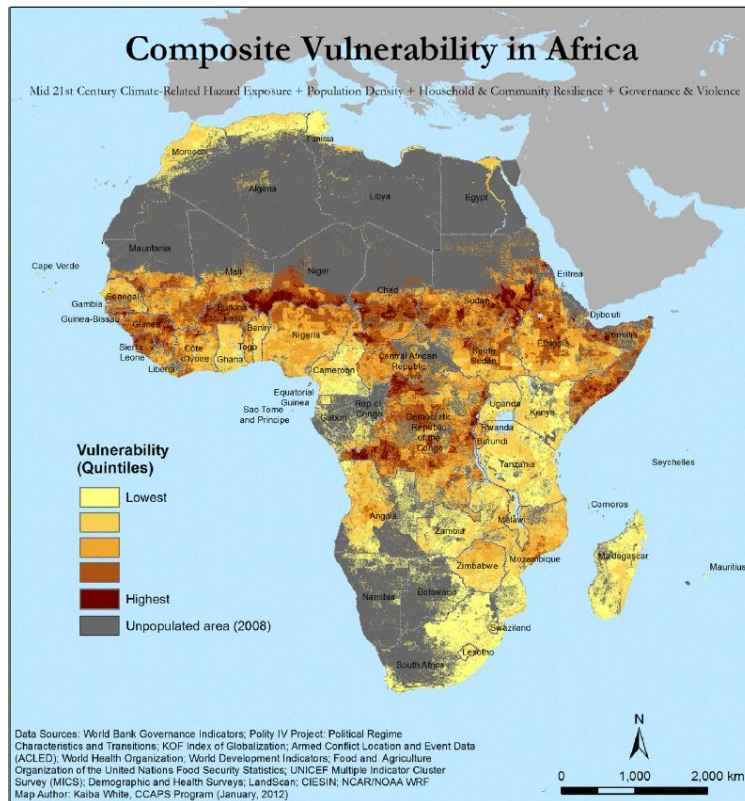 Composite Vulnerability in Africa
Mid 21st Century Climate-Related Hazard Exposure + Population Density + Household & Community Resilience + Governance & Violence
Tunisia
Morocco
Algeria
Libya
Egypt
Mauritania
Mali
Niger
Cape Verde
Chad
Eritrea
Sudan
Senegal
Gambia
Djibouti
Burkina
Faso
Guinea-Bissau
Guinea
Benin
Somalia
Nigeria
Ethiopia
Sierra
Leone
Côte
d'Ivoire
Togo
South
Sudan
Ghana
Central African
Republic
Liberia
Cameroon
Equatorial
Guinea
Uganda
Kenya
Sao Tome
and Principe
Gabon
Rep of
Congo
Democratic
Republic
of the
Congo
Rwanda
Burundi
Vulnerability
(Quintiles)
Seychelles
Tanzania
Lowest
Comoros
Angola
Malawi
Zambia
Madagascar
Mozambique
Zimbabwe
Mauritius
Highest
Namibia
Botswana
Unpopulated area (2008)
Swaziland
Lesotho
South Africa
N
Data Sources: World Bank Governance Indicators; Polity IV Project: Political Regime
Characteristics and Transitions; KOF Index of Globalization; Armed Conflict Location and Event Data
(ACLED); World Health Organization; World Development Indicators; Food and Agriculture
Organization of the United Nations Food Security Statistics; UNICEF Multiple Indicator Cluster
Survey (MICS); Demographic and Health Surveys; LandScan; CIESIN; NCAR/NOAA WRF
Map Author: Kaiba White, CCAPS Program (January, 2012)
0 1,000 2,000 km